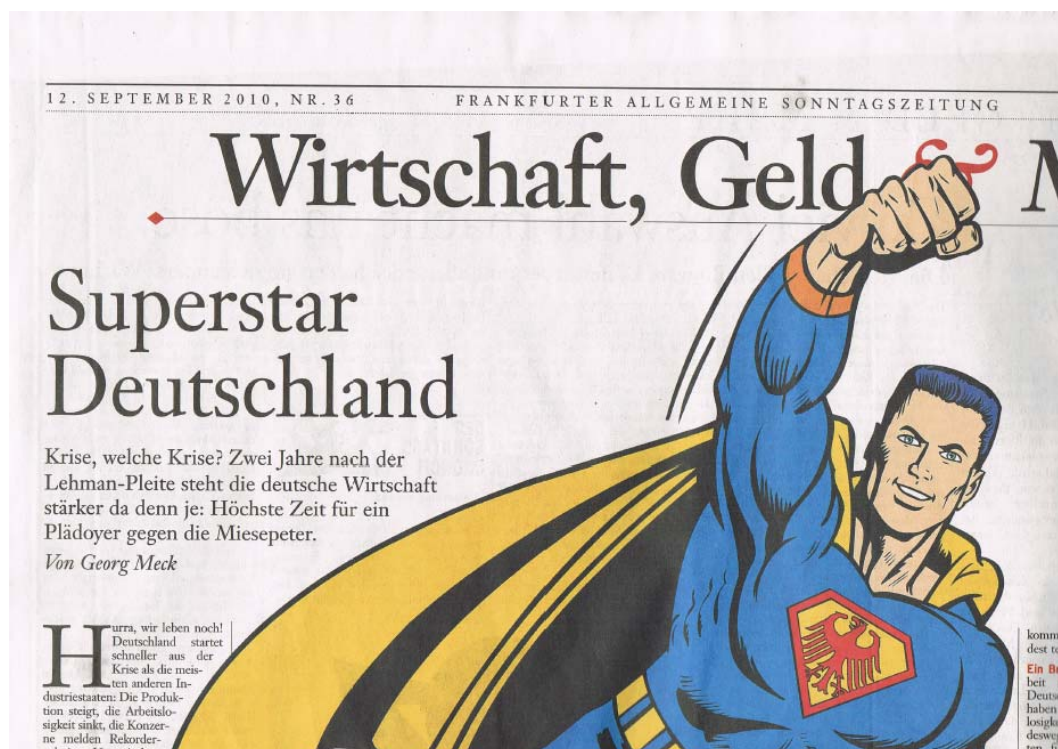 12. SEPTEMBER 2010, NR. 36
FRANKFURTER ALLGEMEINE SONNTAGSZEITUNG
Wirtschaft, Geld & M
Superstar
Deutschland
Krise, welche Krise? Zwei Jahre nach der
Lehman-Pleite steht die deutsche Wirtschaft
stärker da denn je: Höchste Zeit für ein
Plädoyer gegen die Miesepeter.
Von Georg Meck
Hurra, wir leben noch!
Deutschland startet
schneller aus der
Krise als die meis-
ten anderen In-
dustriestaaten: Die Produk-
tion steigt, die Arbeitslo-
sigkeit sinkt, die Konzer-
ne melden Rekorder-
komm
dest
Ein
beit
Deuts
haben
losigk
deswe